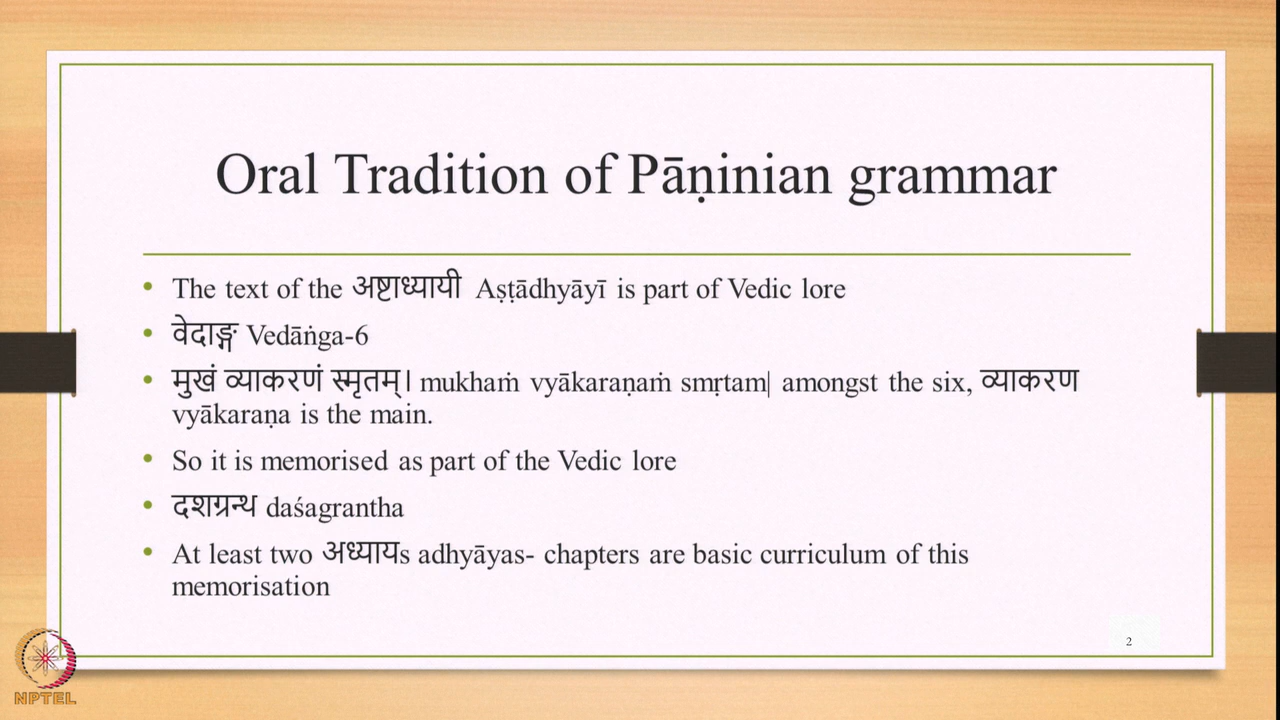 Oral Tradition of Pāṇinian grammar
• The text of the अष्टाध्यायी Aṣṭādhyāyī is part of Vedic lore
• वेदाङ्ग Vedāṅga-6
• मुखं व्याकरणं स्मृतम्। mukhaṁ vyākaraṇaṁ smṛtam| amongst the six, व्याकरण
vyākaraṇa is the main.
• So it is memorised as part of the Vedic lore
• दशग्रन्थ daśagrantha
• At least two अध्यायs adhyāyas- chapters are basic curriculum of this
memorisation
2
NPTEL